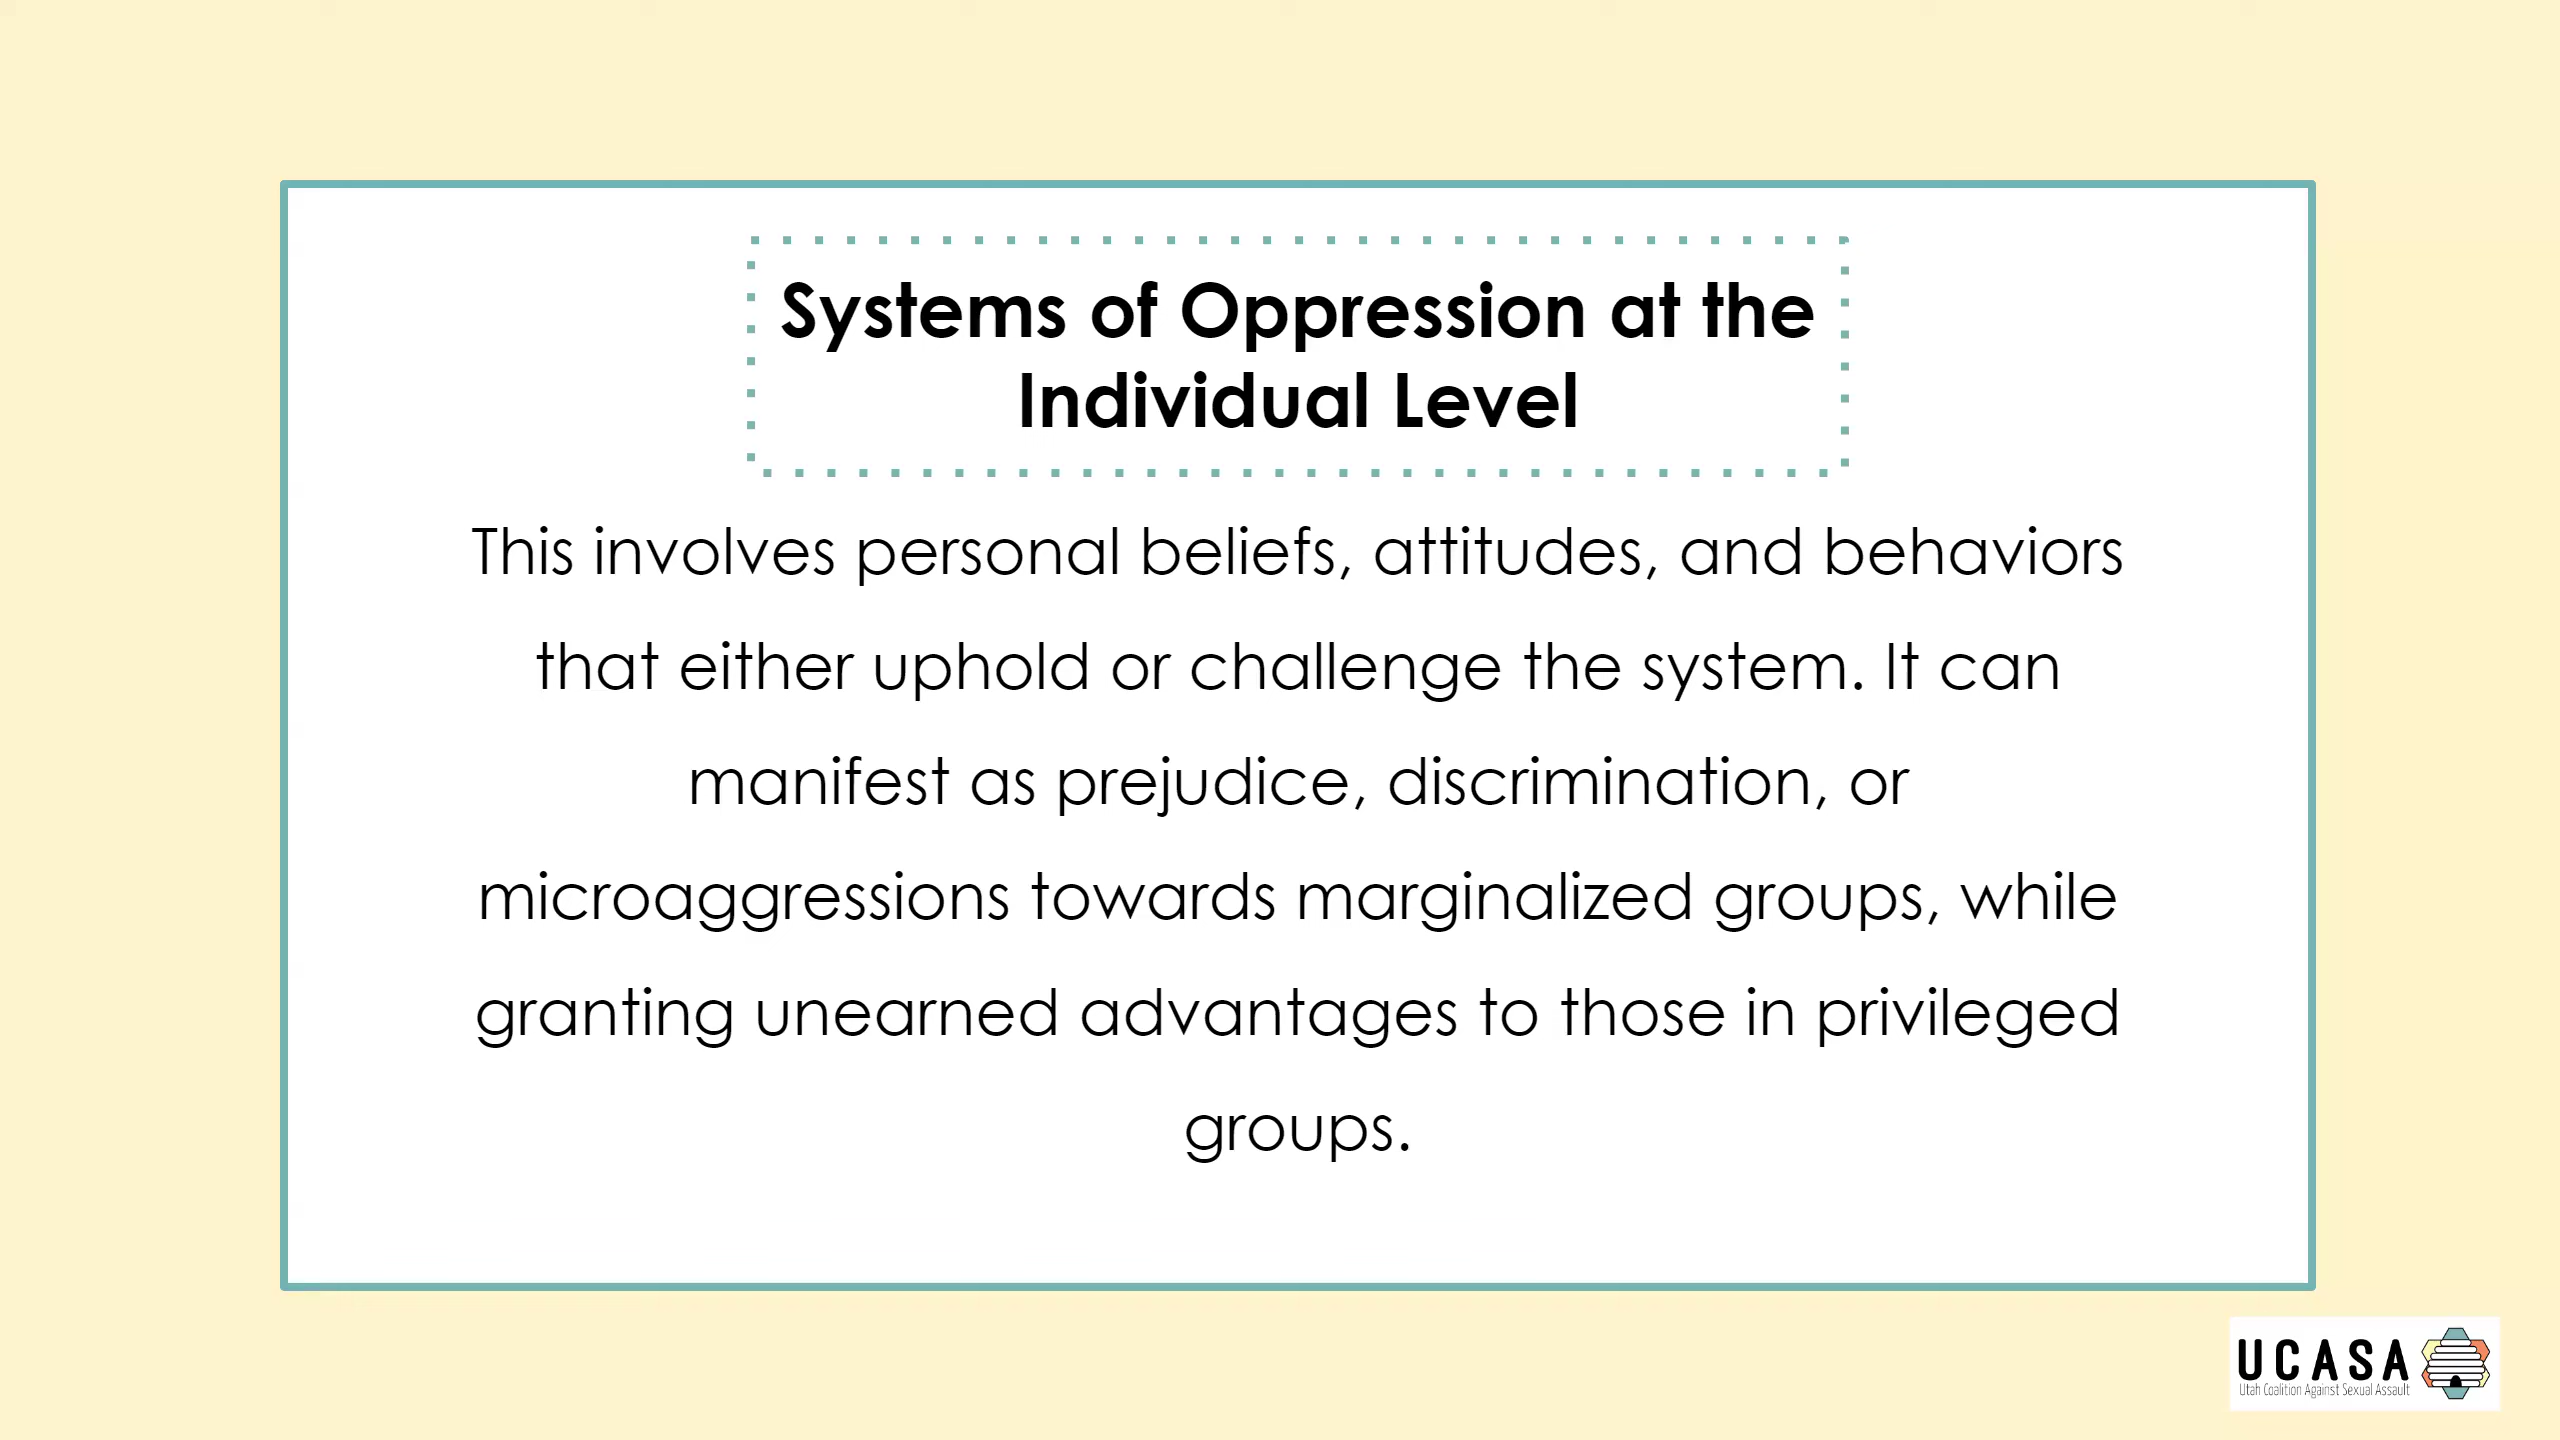 Systems of Oppression at the
Individual Level
This involves personal beliefs, attitudes, and behaviors
that either uphold or challenge the system. It can
manifest as prejudice, discrimination, or
microaggressions towards marginalized groups, while
granting unearned advantages to those in privileged
groups.
UCASA
Utah Coalition Against Sexual Assault